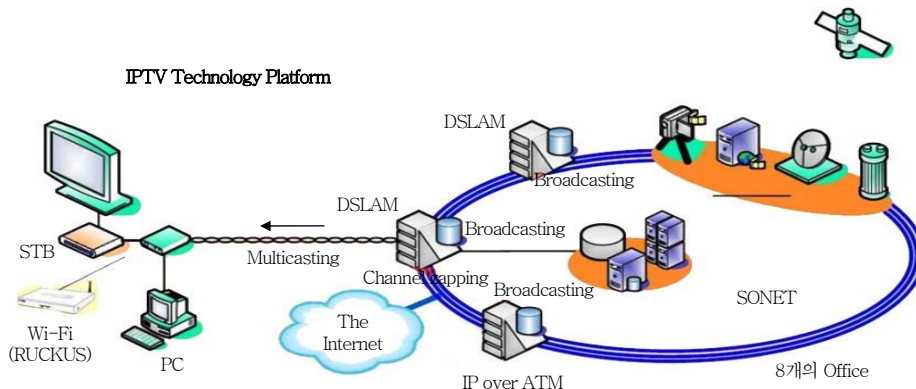 IPTV Technology Platform
DSLAM
Broadcasting
DSLAM
Broadcasting
STB
Multicasting
Channel zapping
Broadcasting
SONET
Wi-Fi
(RUCKUS)
PC
The
Internet
IP over ATM
8개의 Office